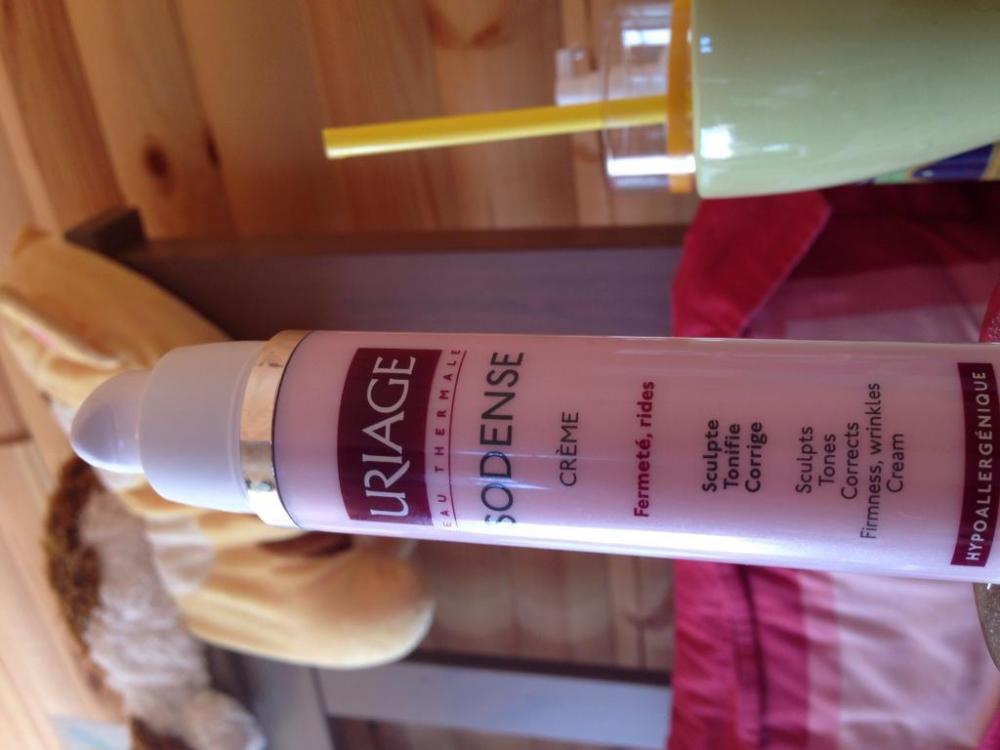 URIAGE
EAU THERMALE
ISODENSE
CRÈME
Fermeté, rides
Sculpte
Tonifie
Corrige
Sculpts
Tones
Corrects
Firmness, wrinkles
Cream
HYPOALLERGÉNIQUE